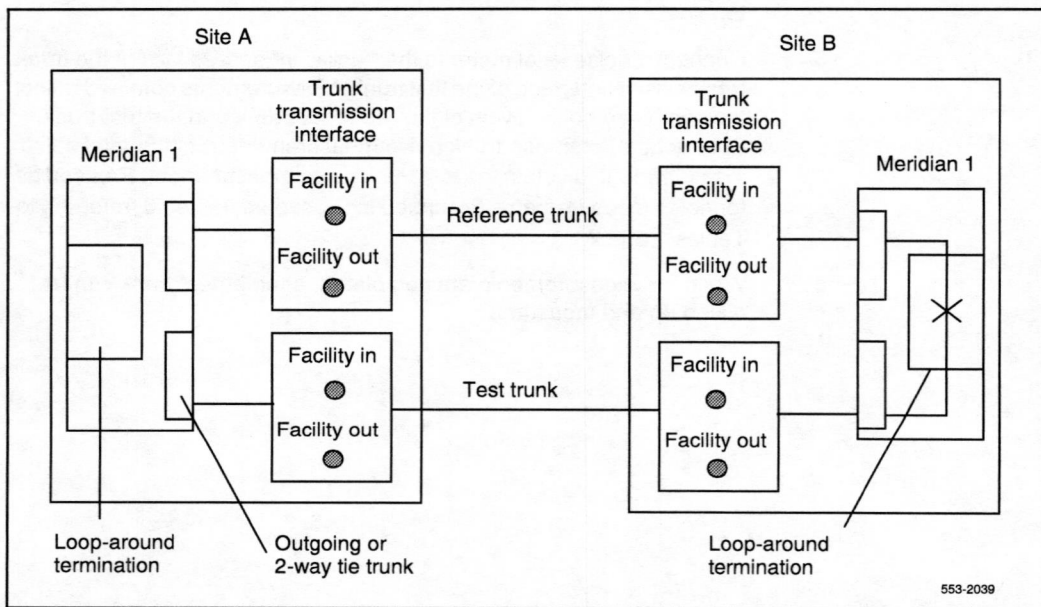 Site A
Site B
Trunk
transmission
interface
Trunk
transmission
interface
Meridian 1
Meridian 1
Facility in
Facility out
Facility in
Facility out
Reference trunk
Facility in
Facility out
Facility in
Facility out
Test trunk
Loop-around
termination
Outgoing or
2-way tie trunk
Loop-around
termination
553-2039